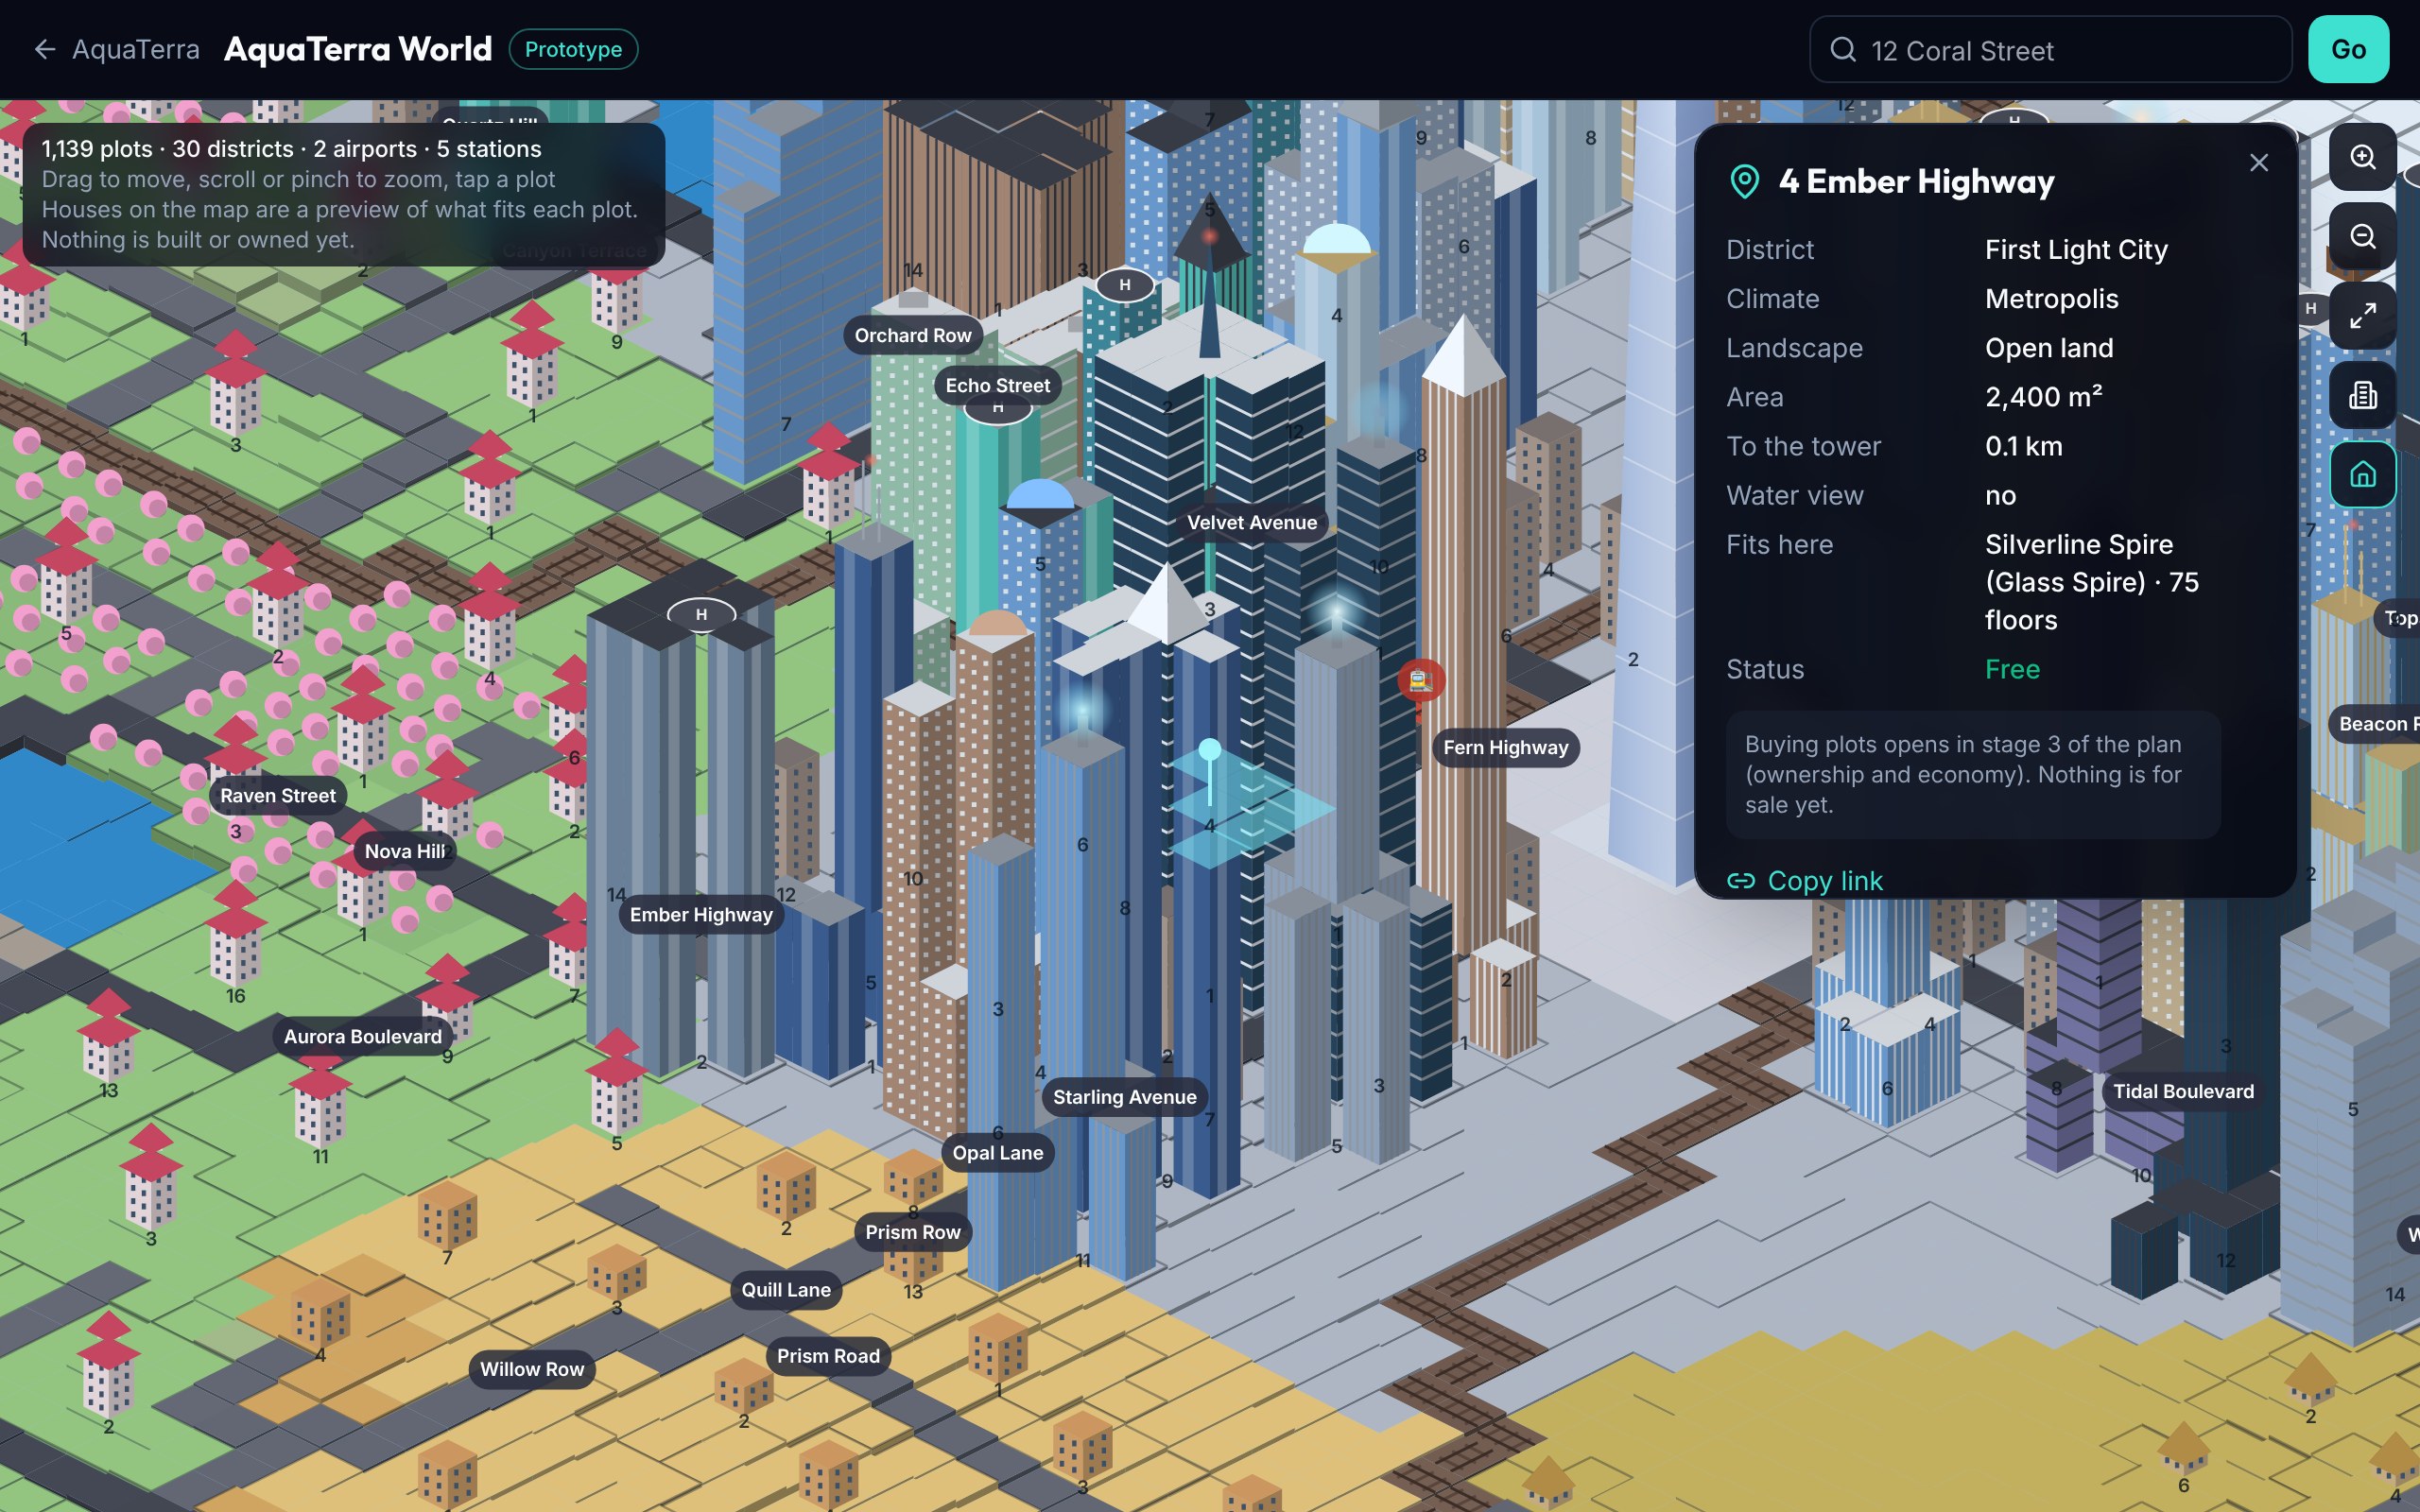 AquaTerra
AquaTerra World
Prototype
12 Coral Street
Go
1,139 plots · 30 districts · 2 airports · 5 stations
Drag to move, scroll or pinch to zoom, tap a plot
Houses on the map are a preview of what fits each plot.
Nothing is built or owned yet.
4 Ember Highway
District First Light City
Climate Metropolis
Landscape Open land
Area 2,400 m²
To the tower 0.1 km
Water view no
Fits here Silverline Spire
(Glass Spire) · 75
floors
Status Free
Buying plots opens in stage 3 of the plan
(ownership and economy). Nothing is for
sale yet.
Copy link
Canyon Terrace
Orchard Row
Echo Street
Velvet Avenue
Fern Highway
Raven Street
Nova Hill
Ember Highway
Aurora Boulevard
Starling Avenue
Opal Lane
Tidal Boulevard
Prism Row
Quill Lane
Prism Road
Willow Row